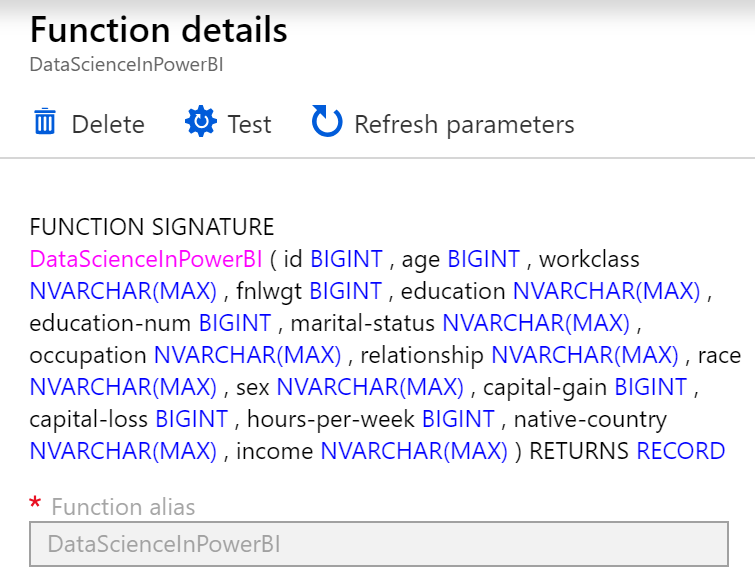 Function details
DataScienceInPowerBI
Delete Test Refresh parameters
FUNCTION SIGNATURE
DataScienceInPowerBI ( id BIGINT , age BIGINT , workclass
NVARCHAR(MAX) , fnlwgt BIGINT , education NVARCHAR(MAX) ,
education-num BIGINT , marital-status NVARCHAR(MAX) ,
occupation NVARCHAR(MAX) , relationship NVARCHAR(MAX) , race
NVARCHAR(MAX) , sex NVARCHAR(MAX) , capital-gain BIGINT ,
capital-loss BIGINT , hours-per-week BIGINT , native-country
NVARCHAR(MAX) , income NVARCHAR(MAX) ) RETURNS RECORD
* Function alias
DataScienceInPowerBI